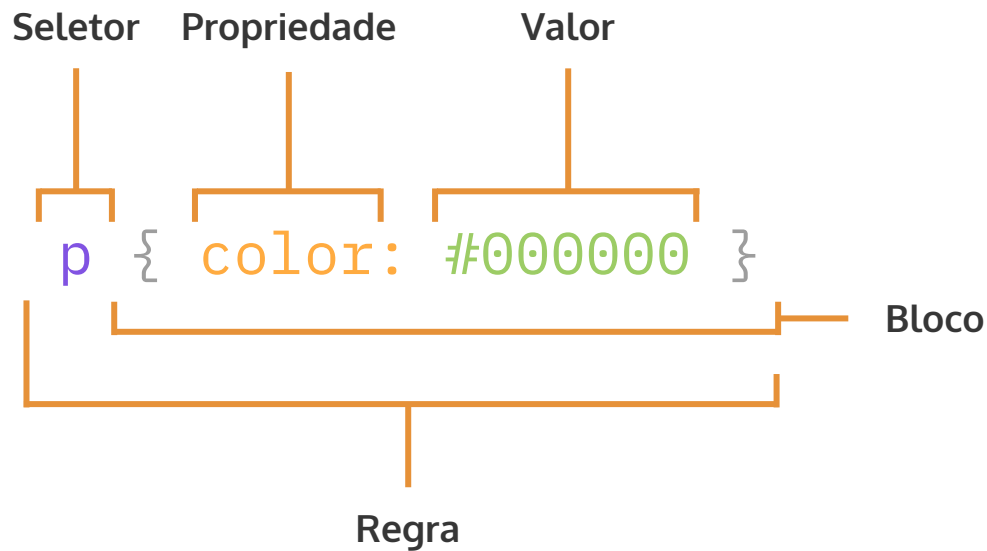 Seletor Propriedade Valor
p { color: #000000 }
Bloco
Regra